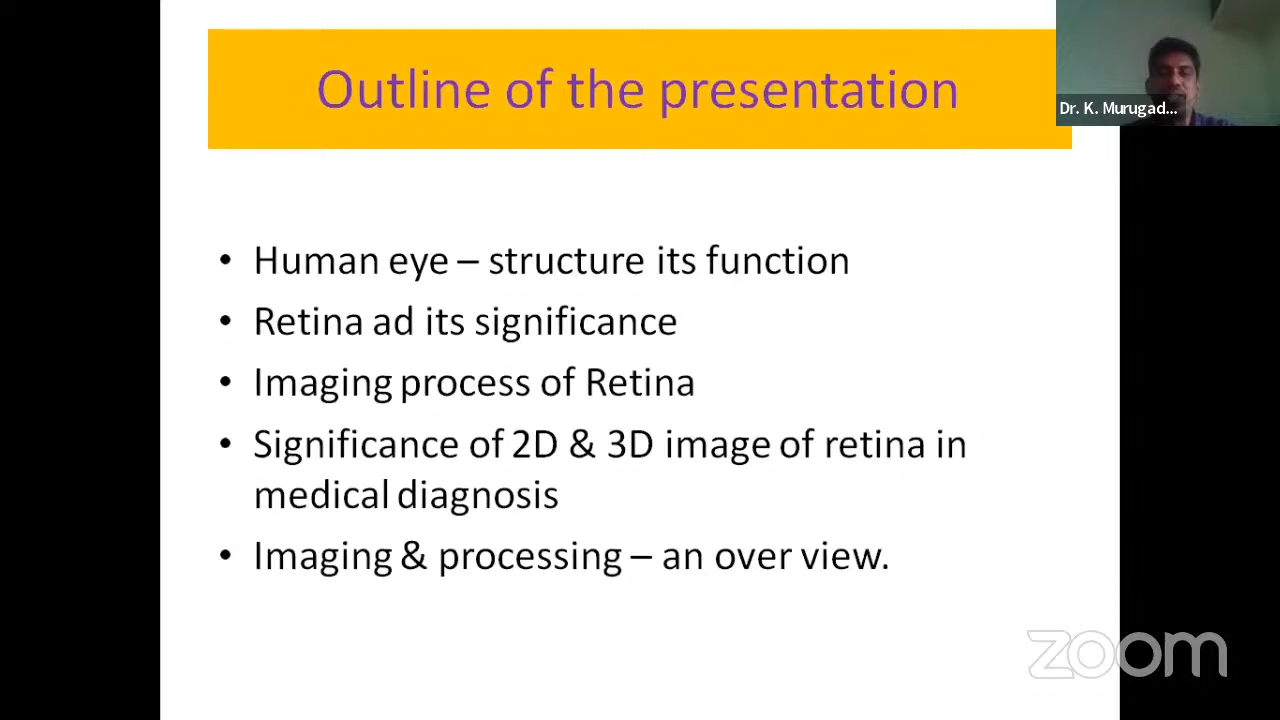 Outline of the presentation
Dr. K. Murugad...
• Human eye – structure its function
• Retina ad its significance
• Imaging process of Retina
• Significance of 2D & 3D image of retina in
medical diagnosis
• Imaging & processing – an over view.
zoom